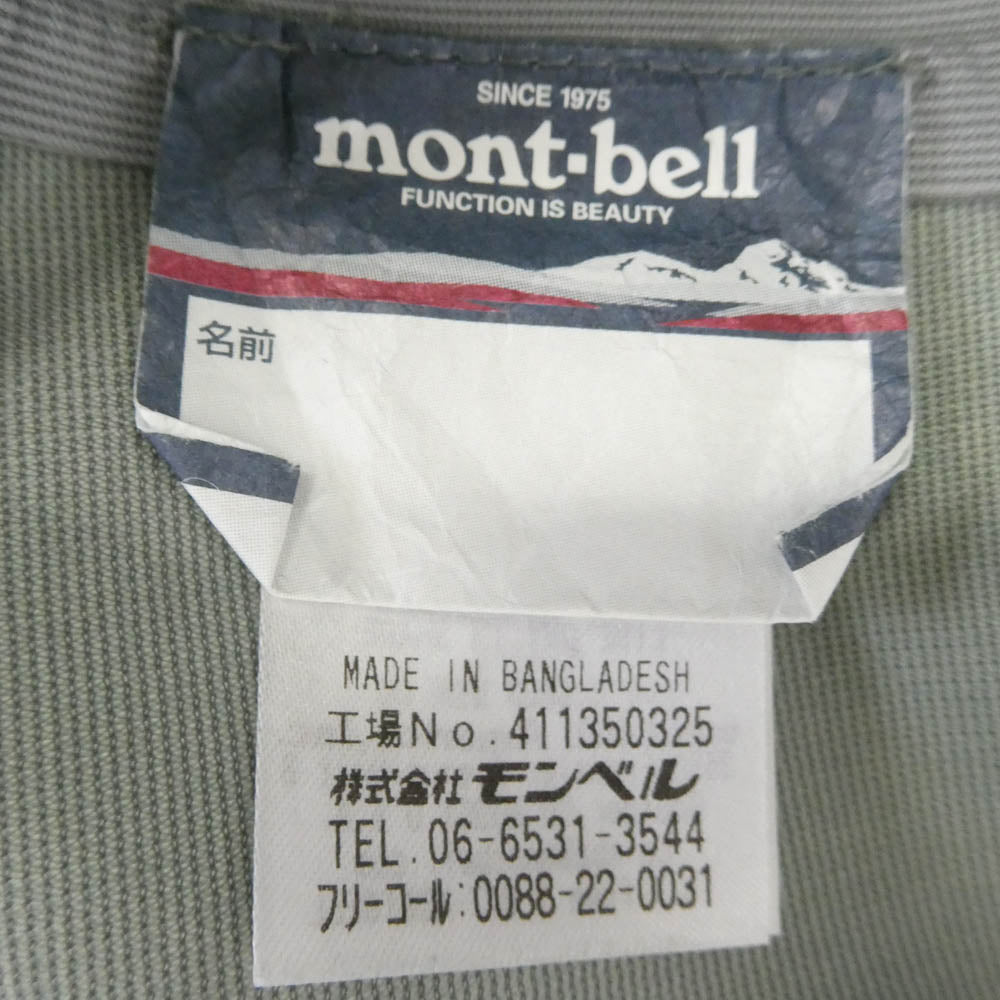 SINCE 1975
mont-bell
FUNCTION IS BEAUTY
名前
MADE IN BANGLADESH
工場No.411350325
株式会社モンベル
TEL.06-6531-3544
フリーコール:0088-22-0031